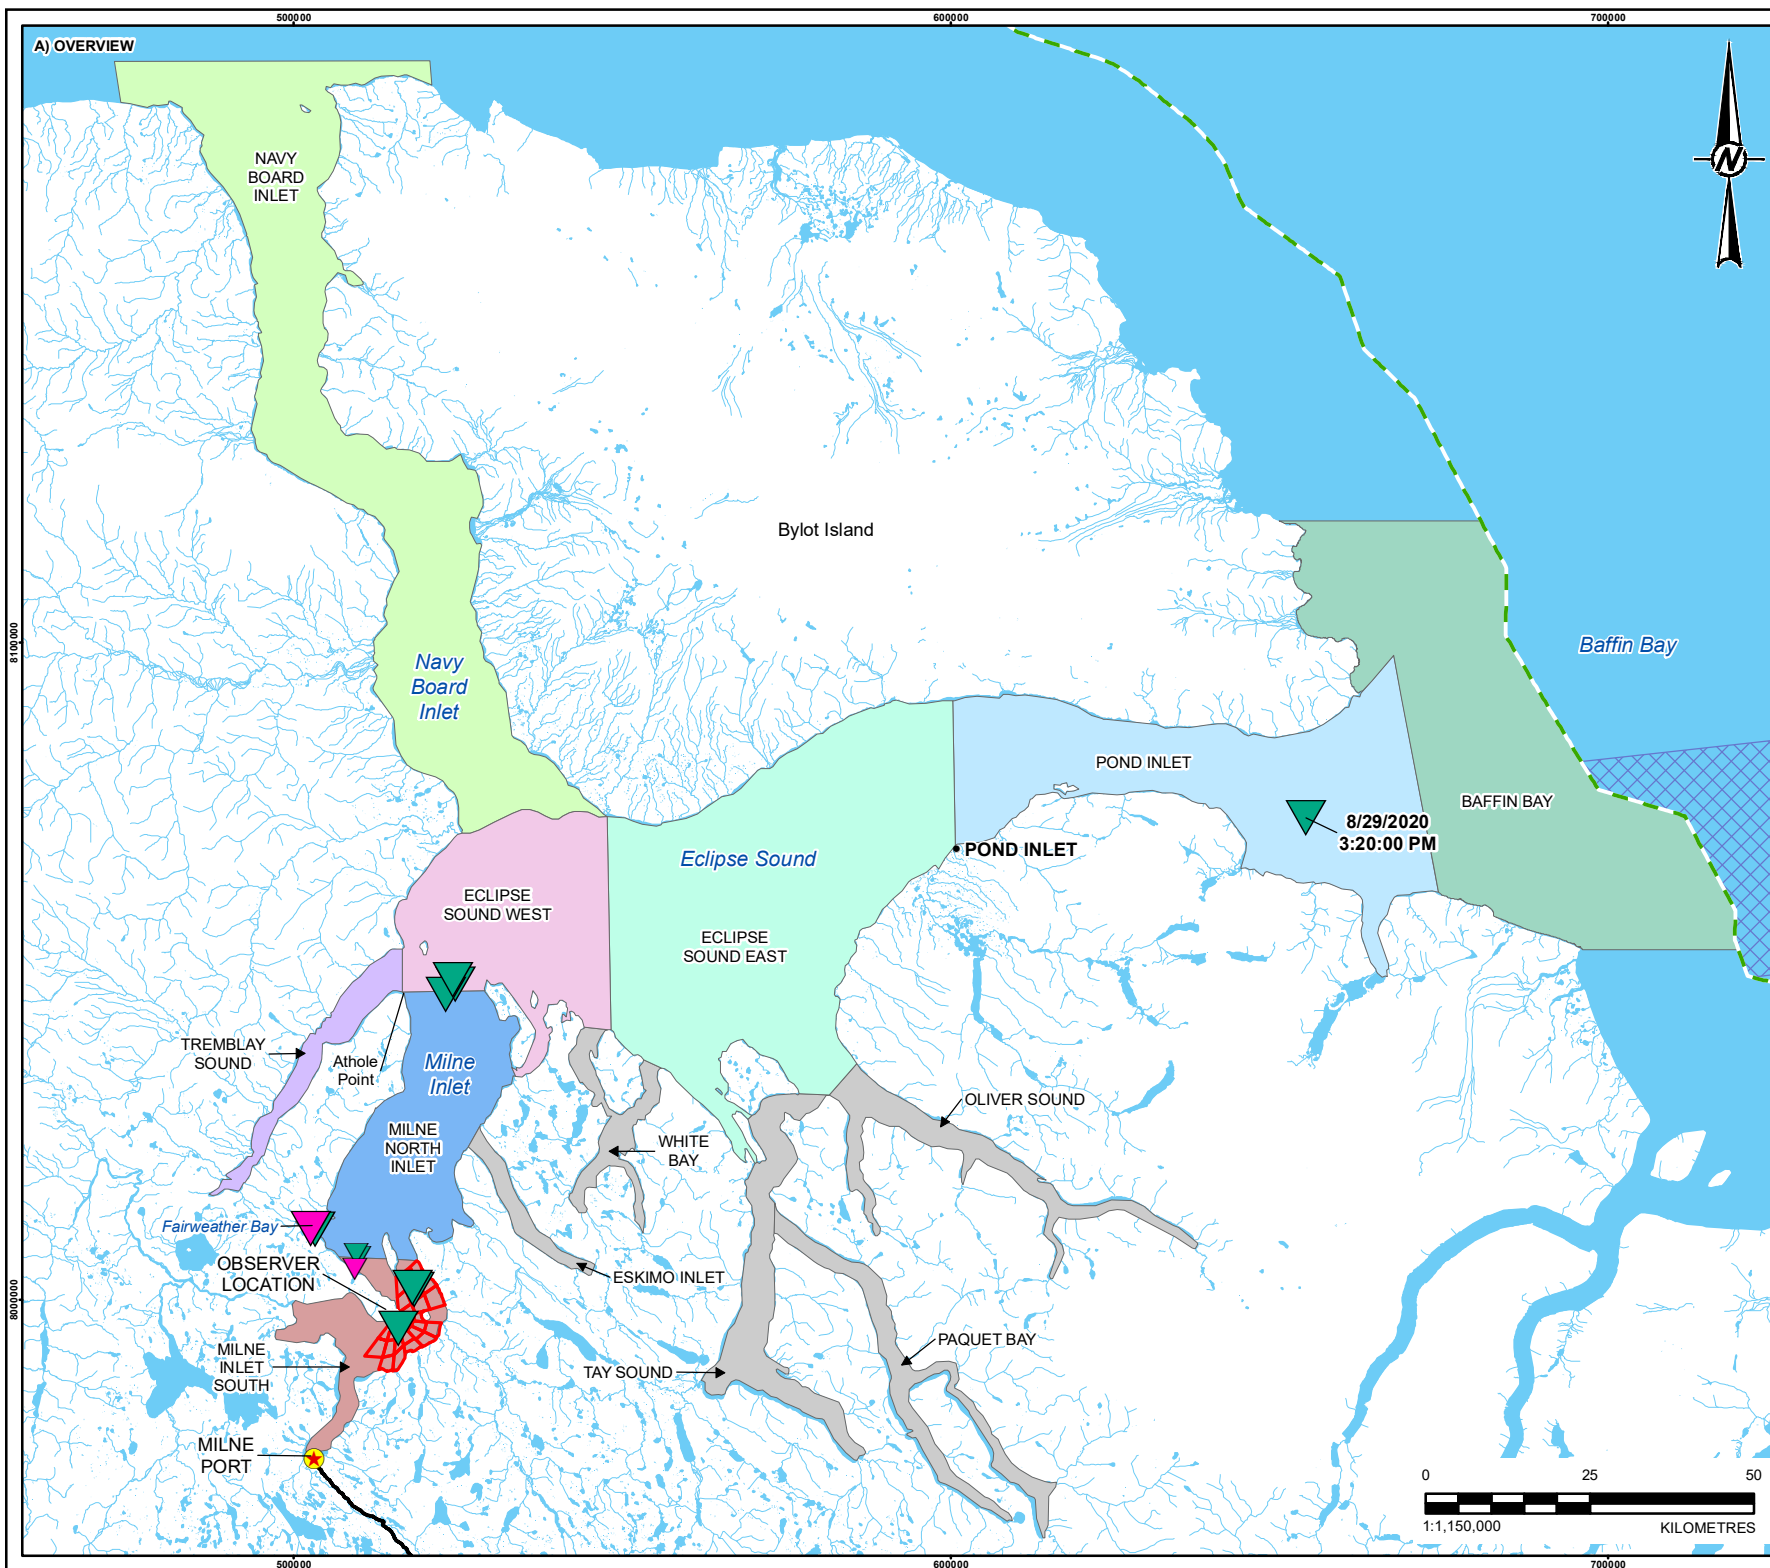 500000
600000
700000
A) OVERVIEW
N
NAVY
BOARD
INLET
Bylot Island
8100000
Navy
Board
Inlet
Baffin Bay
POND INLET
BAFFIN BAY
8/29/2020
3:20:00 PM
Eclipse Sound
POND INLET
ECLIPSE
SOUND WEST
ECLIPSE
SOUND EAST
TREMBLAY
SOUND
Athole
Point
Milne
Inlet
OLIVER SOUND
MILNE
NORTH
INLET
WHITE
BAY
Fairweather Bay
OBSERVER
LOCATION
ESKIMO INLET
8000000
MILNE
INLET
SOUTH
PAQUET BAY
TAY SOUND
MILNE
PORT
0
25
50
1:1,150,000
KILOMETRES
500000
600000
700000